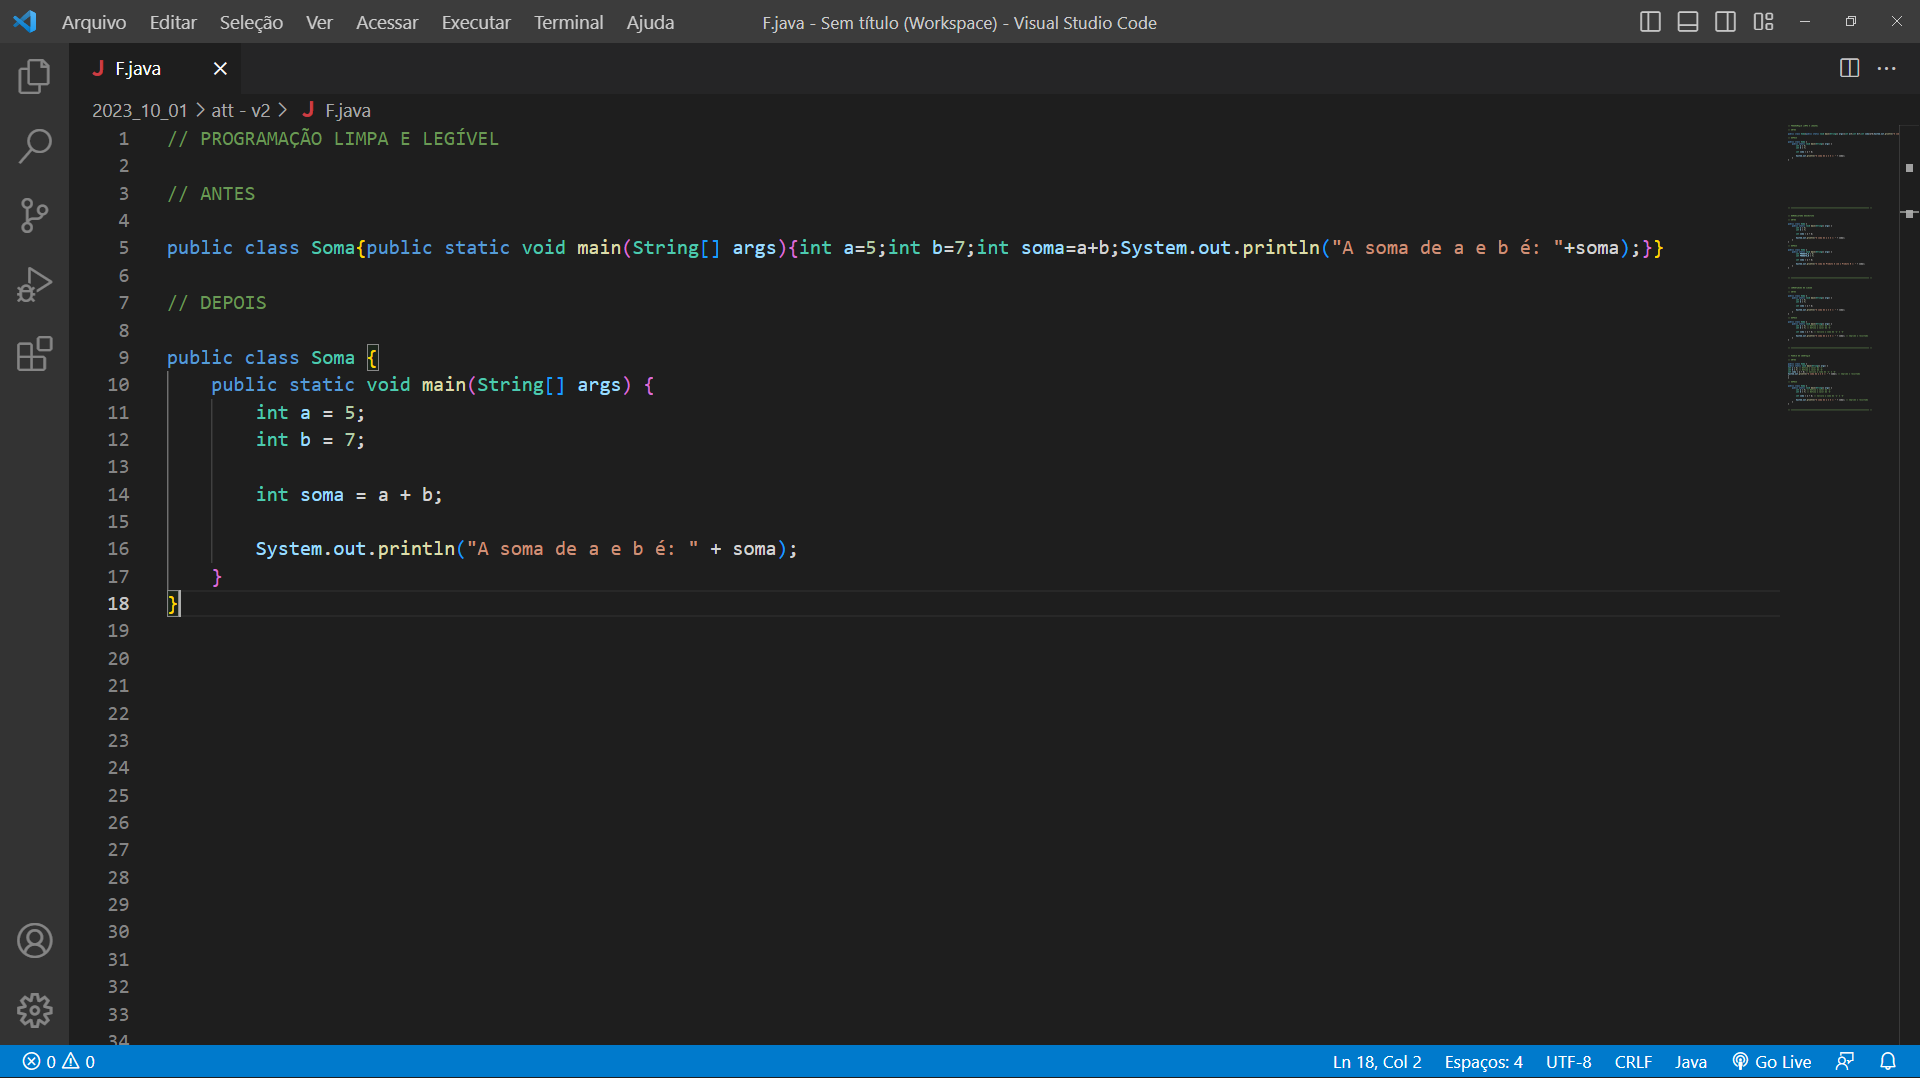 Arquivo Editar Seleção Ver Acessar Executar Terminal Ajuda F.java - Sem título (Workspace) - Visual Studio Code
F.java
2023_10_01 > att - v2 > F.java
1 // PROGRAMAÇÃO LIMPA E LEGÍVEL
2
3 // ANTES
4
5 public class Soma{public static void main(String[] args){int a=5;int b=7;int soma=a+b;System.out.println("A soma de a e b é: "+soma);}}
6
7 // DEPOIS
8
9 public class Soma {
10     public static void main(String[] args) {
11         int a = 5;
12         int b = 7;
13
14         int soma = a + b;
15
16         System.out.println("A soma de a e b é: " + soma);
17     }
18 }
19
20
21
22
23
24
25
26
27
28
29
30
31
32
33
34
0 0 Ln 18, Col 2 Espaços: 4 UTF-8 CRLF Java Go Live